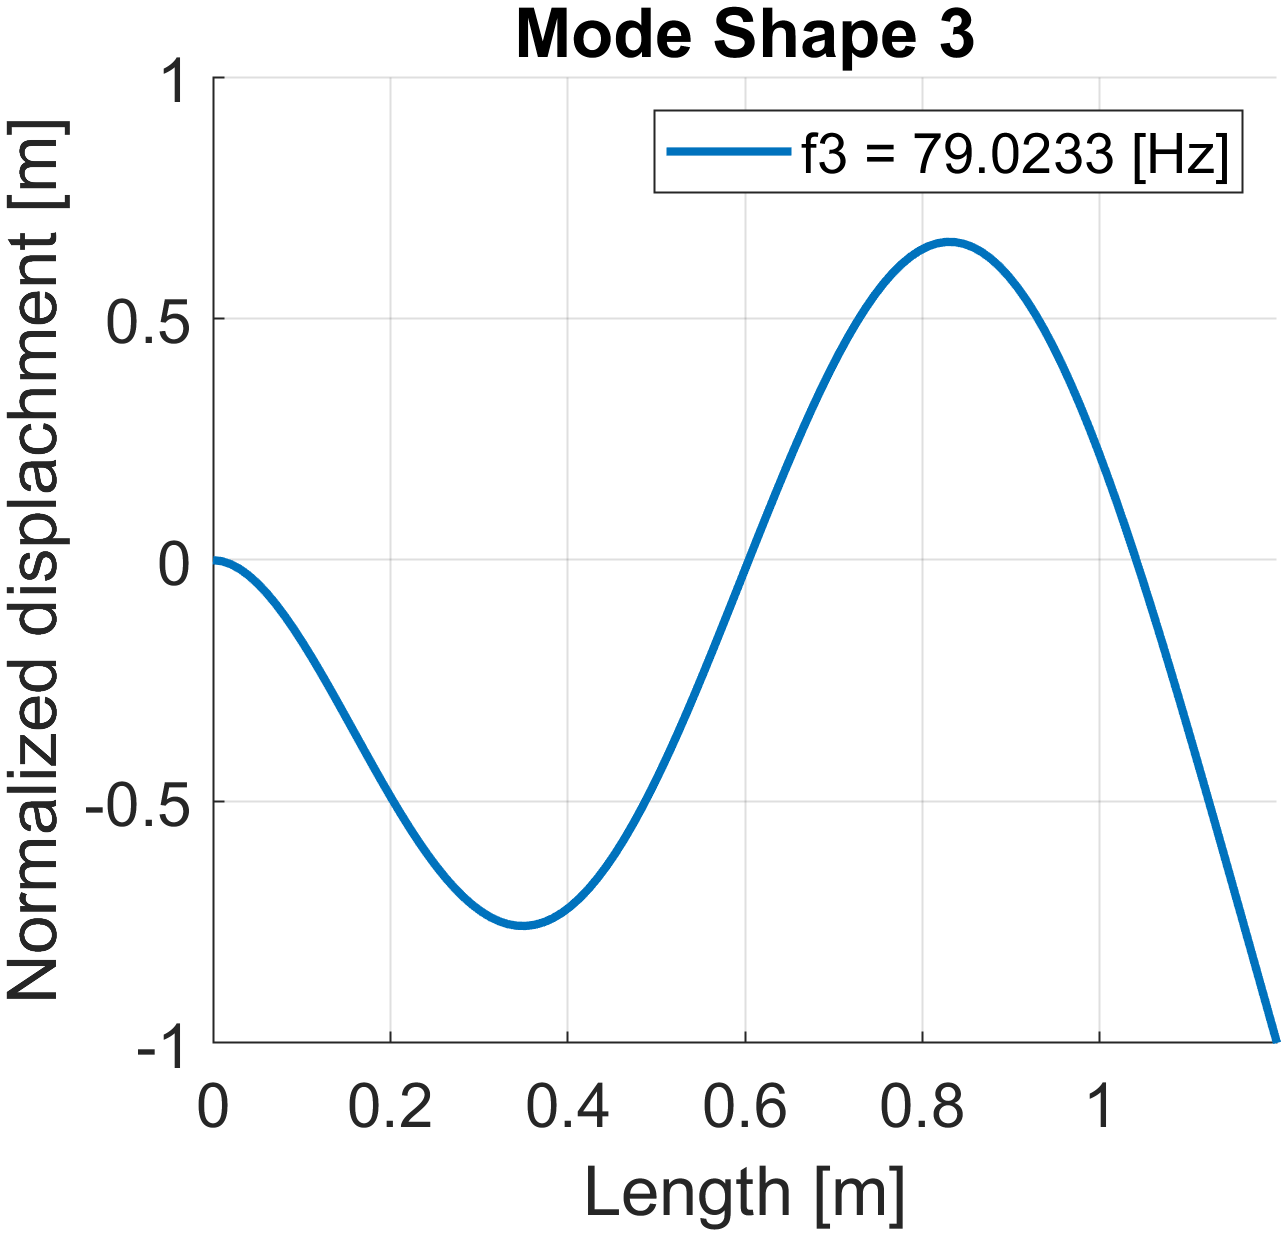 Mode Shape 3
f3 = 79.0233 [Hz]
Normalized displachment [m]
1
0.5
0
-0.5
-1
0 0.2 0.4 0.6 0.8 1
Length [m]